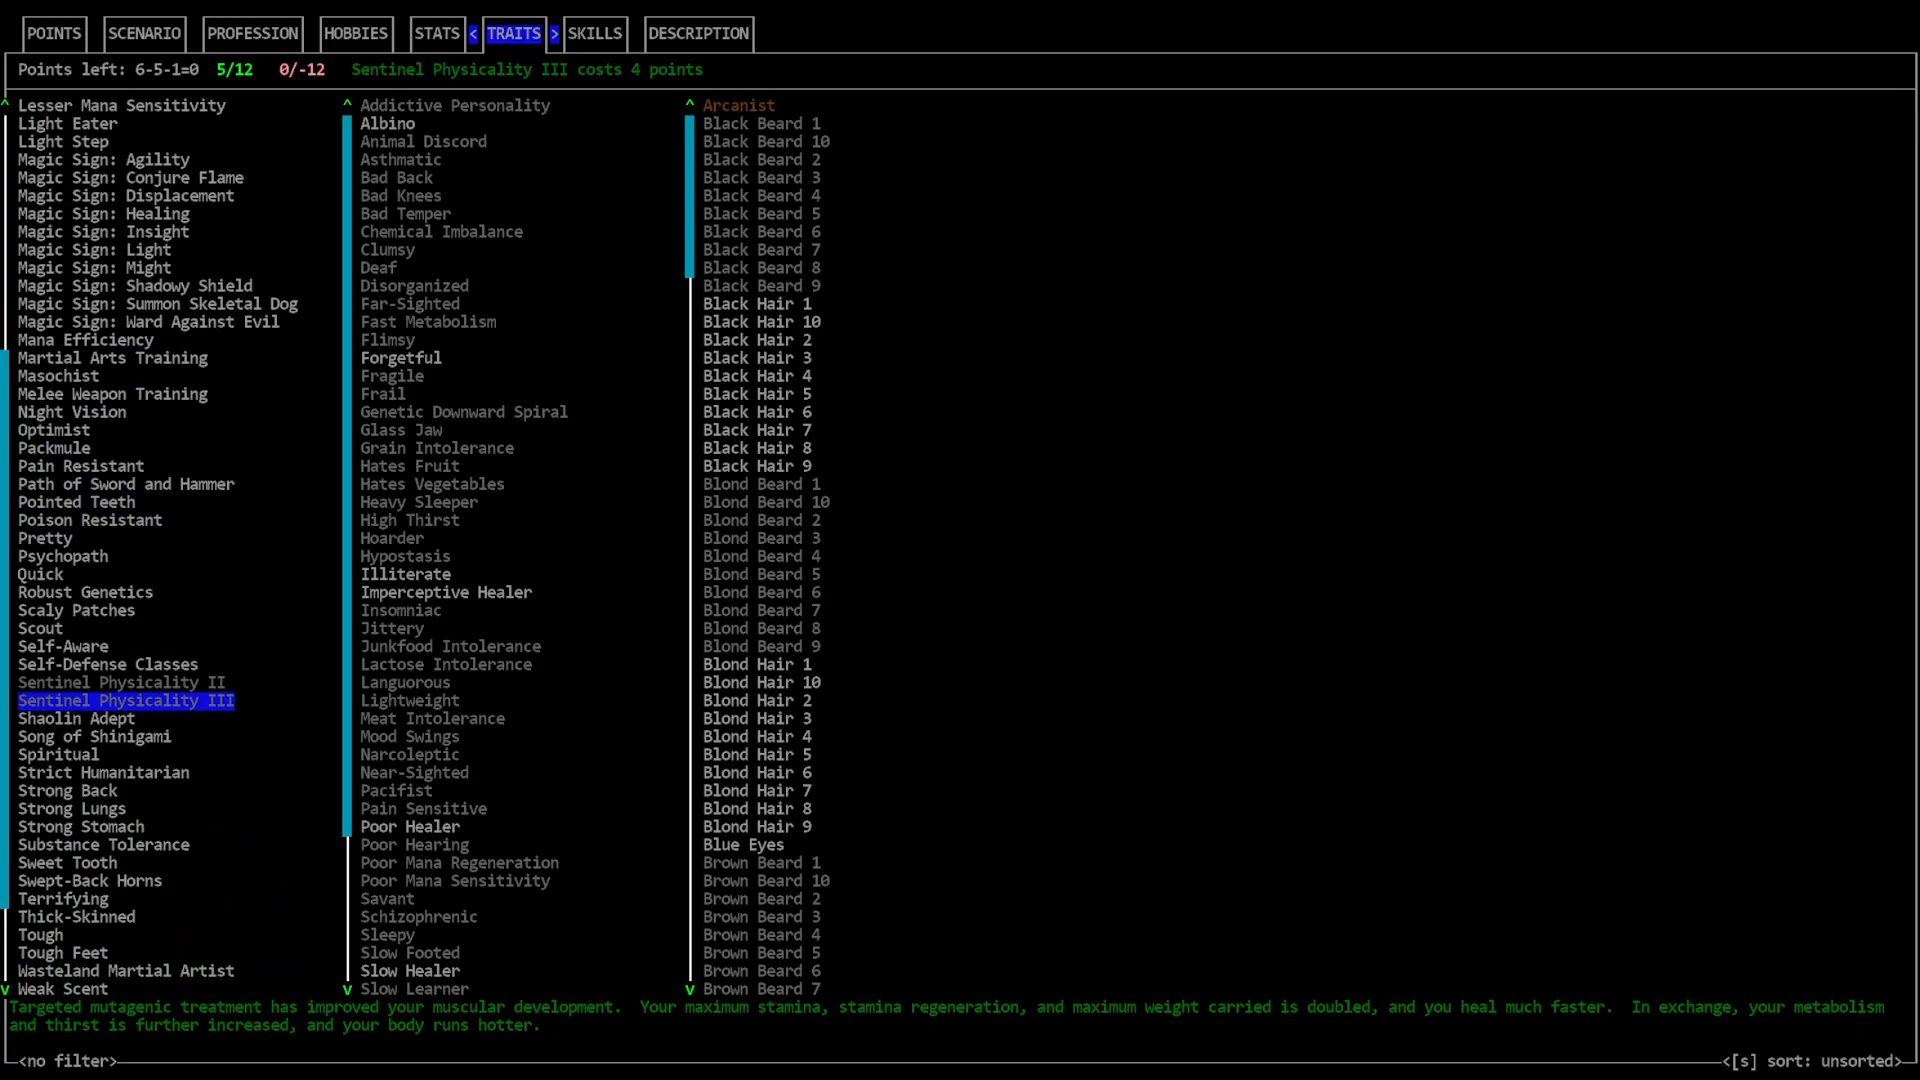 POINTS SCENARIO PROFESSION HOBBIES STATS < TRAITS > SKILLS DESCRIPTION
Points left: 6-5-1=0 5/12 0/-12 Sentinel Physicality III costs 4 points
^ Lesser Mana Sensitivity
Light Eater
Light Step
Magic Sign: Agility
Magic Sign: Conjure Flame
Magic Sign: Displacement
Magic Sign: Healing
Magic Sign: Insight
Magic Sign: Light
Magic Sign: Might
Magic Sign: Shadowy Shield
Magic Sign: Summon Skeletal Dog
Magic Sign: Ward Against Evil
Mana Efficiency
Martial Arts Training
Masochist
Melee Weapon Training
Night Vision
Optimist
Packmule
Pain Resistant
Path of Sword and Hammer
Pointed Teeth
Poison Resistant
Pretty
Psychopath
Quick
Robust Genetics
Scaly Patches
Scout
Self-Aware
Self-Defense Classes
Sentinel Physicality II
Sentinel Physicality III
Shaolin Adept
Song of Shinigami
Spiritual
Strict Humanitarian
Strong Back
Strong Lungs
Strong Stomach
Substance Tolerance
Sweet Tooth
Swept-Back Horns
Terrifying
Thick-Skinned
Tough
Tough Feet
Wasteland Martial Artist
v Weak Scent
^ Addictive Personality
Albino
Animal Discord
Asthmatic
Bad Back
Bad Knees
Bad Temper
Chemical Imbalance
Clumsy
Deaf
Disorganized
Far-Sighted
Fast Metabolism
Flimsy
Forgetful
Fragile
Frail
Genetic Downward Spiral
Glass Jaw
Grain Intolerance
Hates Fruit
Hates Vegetables
Heavy Sleeper
High Thirst
Hoarder
Hypostasis
Illiterate
Imperceptive Healer
Insomniac
Jittery
Junkfood Intolerance
Lactose Intolerance
Languorous
Lightweight
Meat Intolerance
Mood Swings
Narcoleptic
Near-Sighted
Pacifist
Pain Sensitive
Poor Healer
Poor Hearing
Poor Mana Regeneration
Poor Mana Sensitivity
Savant
Schizophrenic
Sleepy
Slow Footed
Slow Healer
v Slow Learner
^ Arcanist
Black Beard 1
Black Beard 10
Black Beard 2
Black Beard 3
Black Beard 4
Black Beard 5
Black Beard 6
Black Beard 7
Black Beard 8
Black Beard 9
Black Hair 1
Black Hair 10
Black Hair 2
Black Hair 3
Black Hair 4
Black Hair 5
Black Hair 6
Black Hair 7
Black Hair 8
Black Hair 9
Blond Beard 1
Blond Beard 10
Blond Beard 2
Blond Beard 3
Blond Beard 4
Blond Beard 5
Blond Beard 6
Blond Beard 7
Blond Beard 8
Blond Beard 9
Blond Hair 1
Blond Hair 10
Blond Hair 2
Blond Hair 3
Blond Hair 4
Blond Hair 5
Blond Hair 6
Blond Hair 7
Blond Hair 8
Blond Hair 9
Blue Eyes
Brown Beard 1
Brown Beard 10
Brown Beard 2
Brown Beard 3
Brown Beard 4
Brown Beard 5
Brown Beard 6
v Brown Beard 7
Targeted mutagenic treatment has improved your muscular development. Your maximum stamina, stamina regeneration, and maximum weight carried is doubled, and you heal much faster. In exchange, your metabolism
and thirst is further increased, and your body runs hotter.
<no filter> <[s] sort: unsorted>